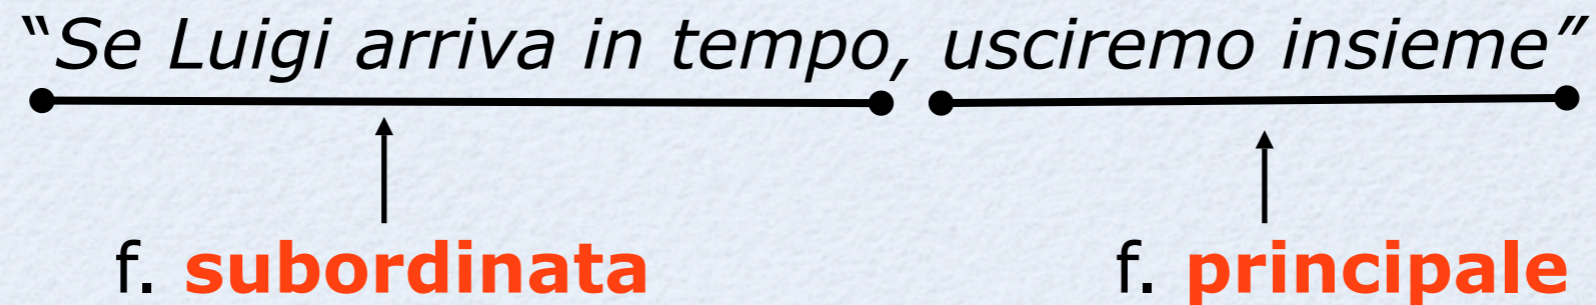 “Se Luigi arriva in tempo, usciremo insieme”
f. subordinata f. principale